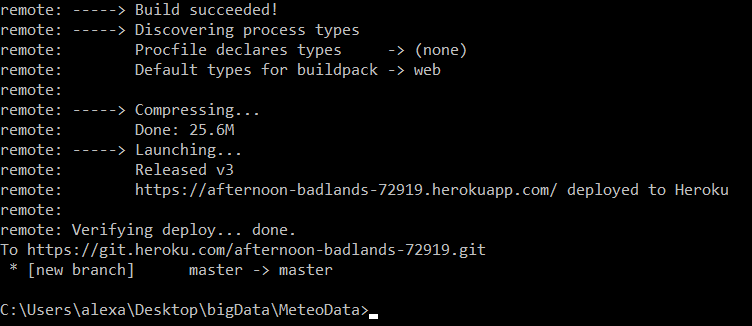 remote: -----> Build succeeded!
remote: -----> Discovering process types
remote:        Procfile declares types     -> (none)
remote:        Default types for buildpack -> web
remote:
remote: -----> Compressing...
remote:        Done: 25.6M
remote: -----> Launching...
remote:        Released v3
remote:        https://afternoon-badlands-72919.herokuapp.com/ deployed to Heroku
remote:
remote: Verifying deploy... done.
To https://git.heroku.com/afternoon-badlands-72919.git
 * [new branch]      master -> master
C:\Users\alexa\Desktop\bigData\MeteoData>